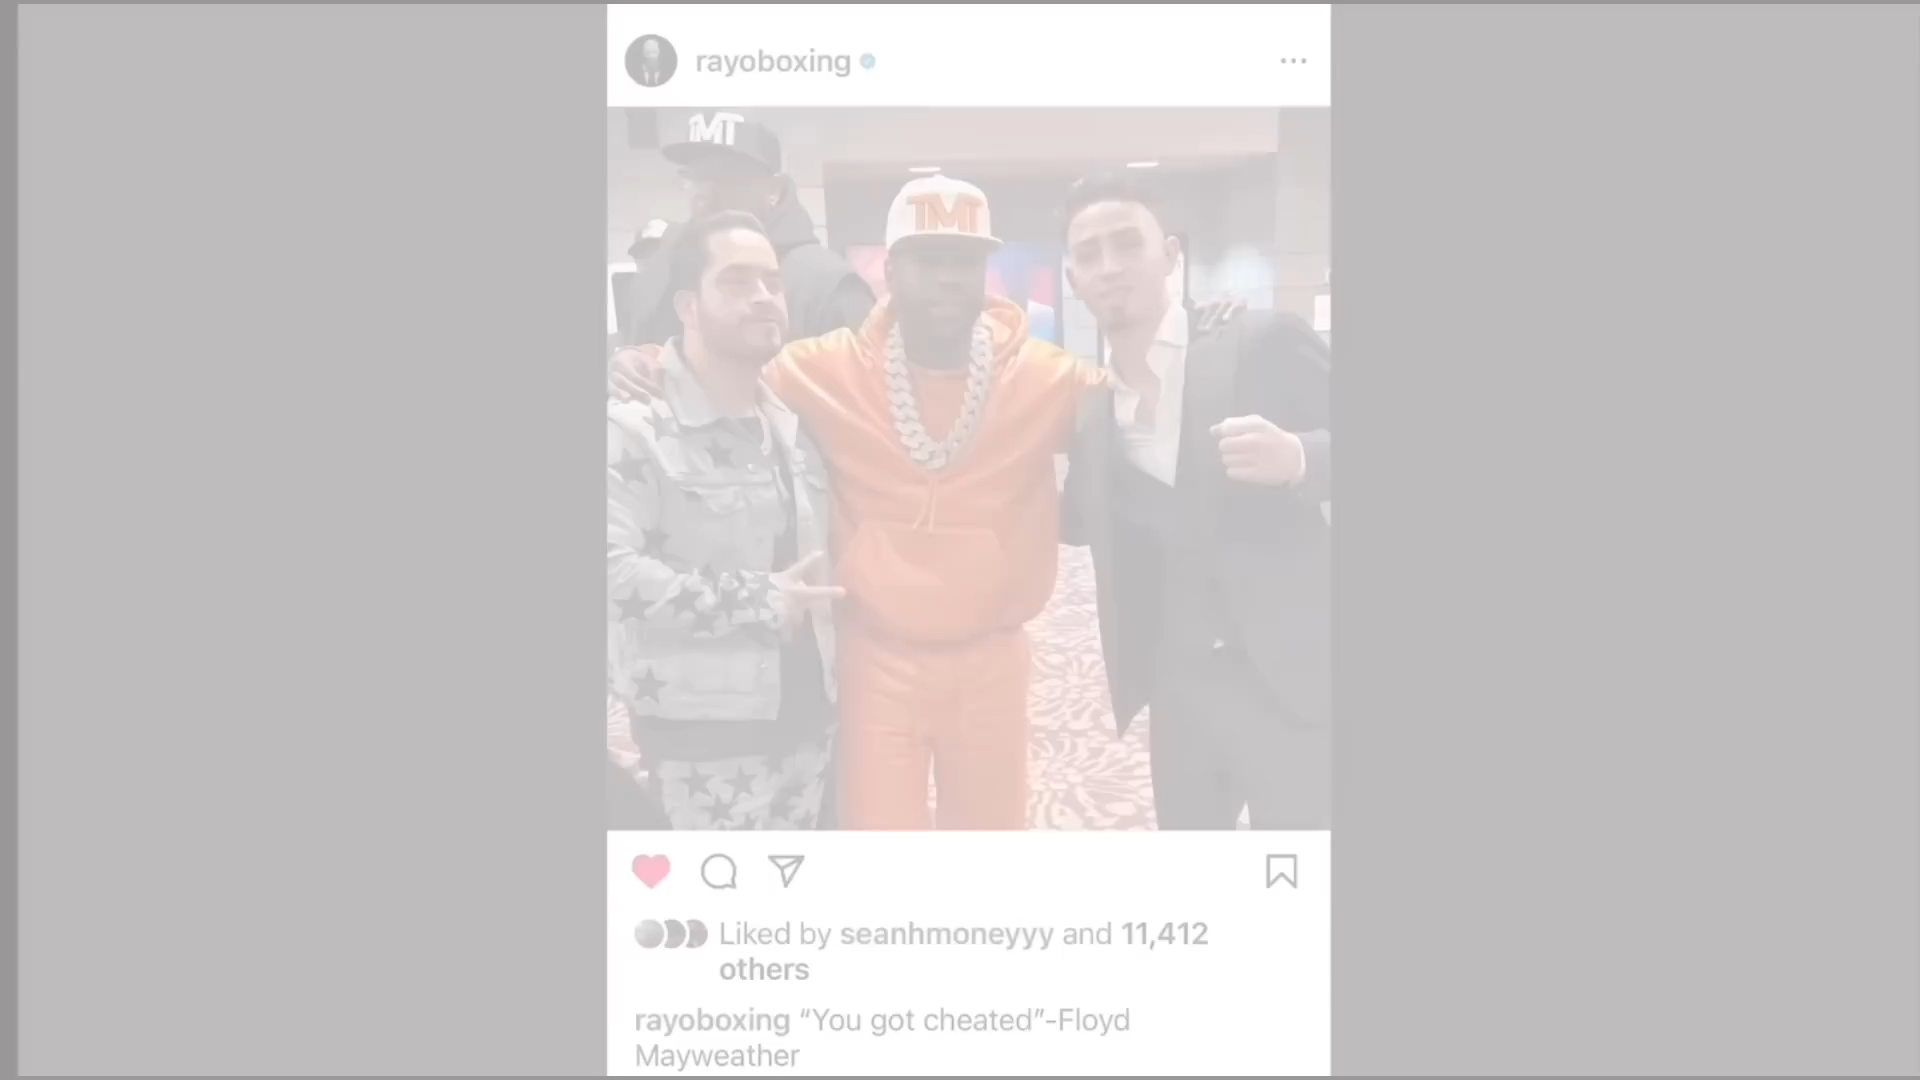 rayoboxing
TMT
TMT
Liked by seanhmoneyyy and 11,412
others
rayoboxing “You got cheated”-Floyd
Mayweather